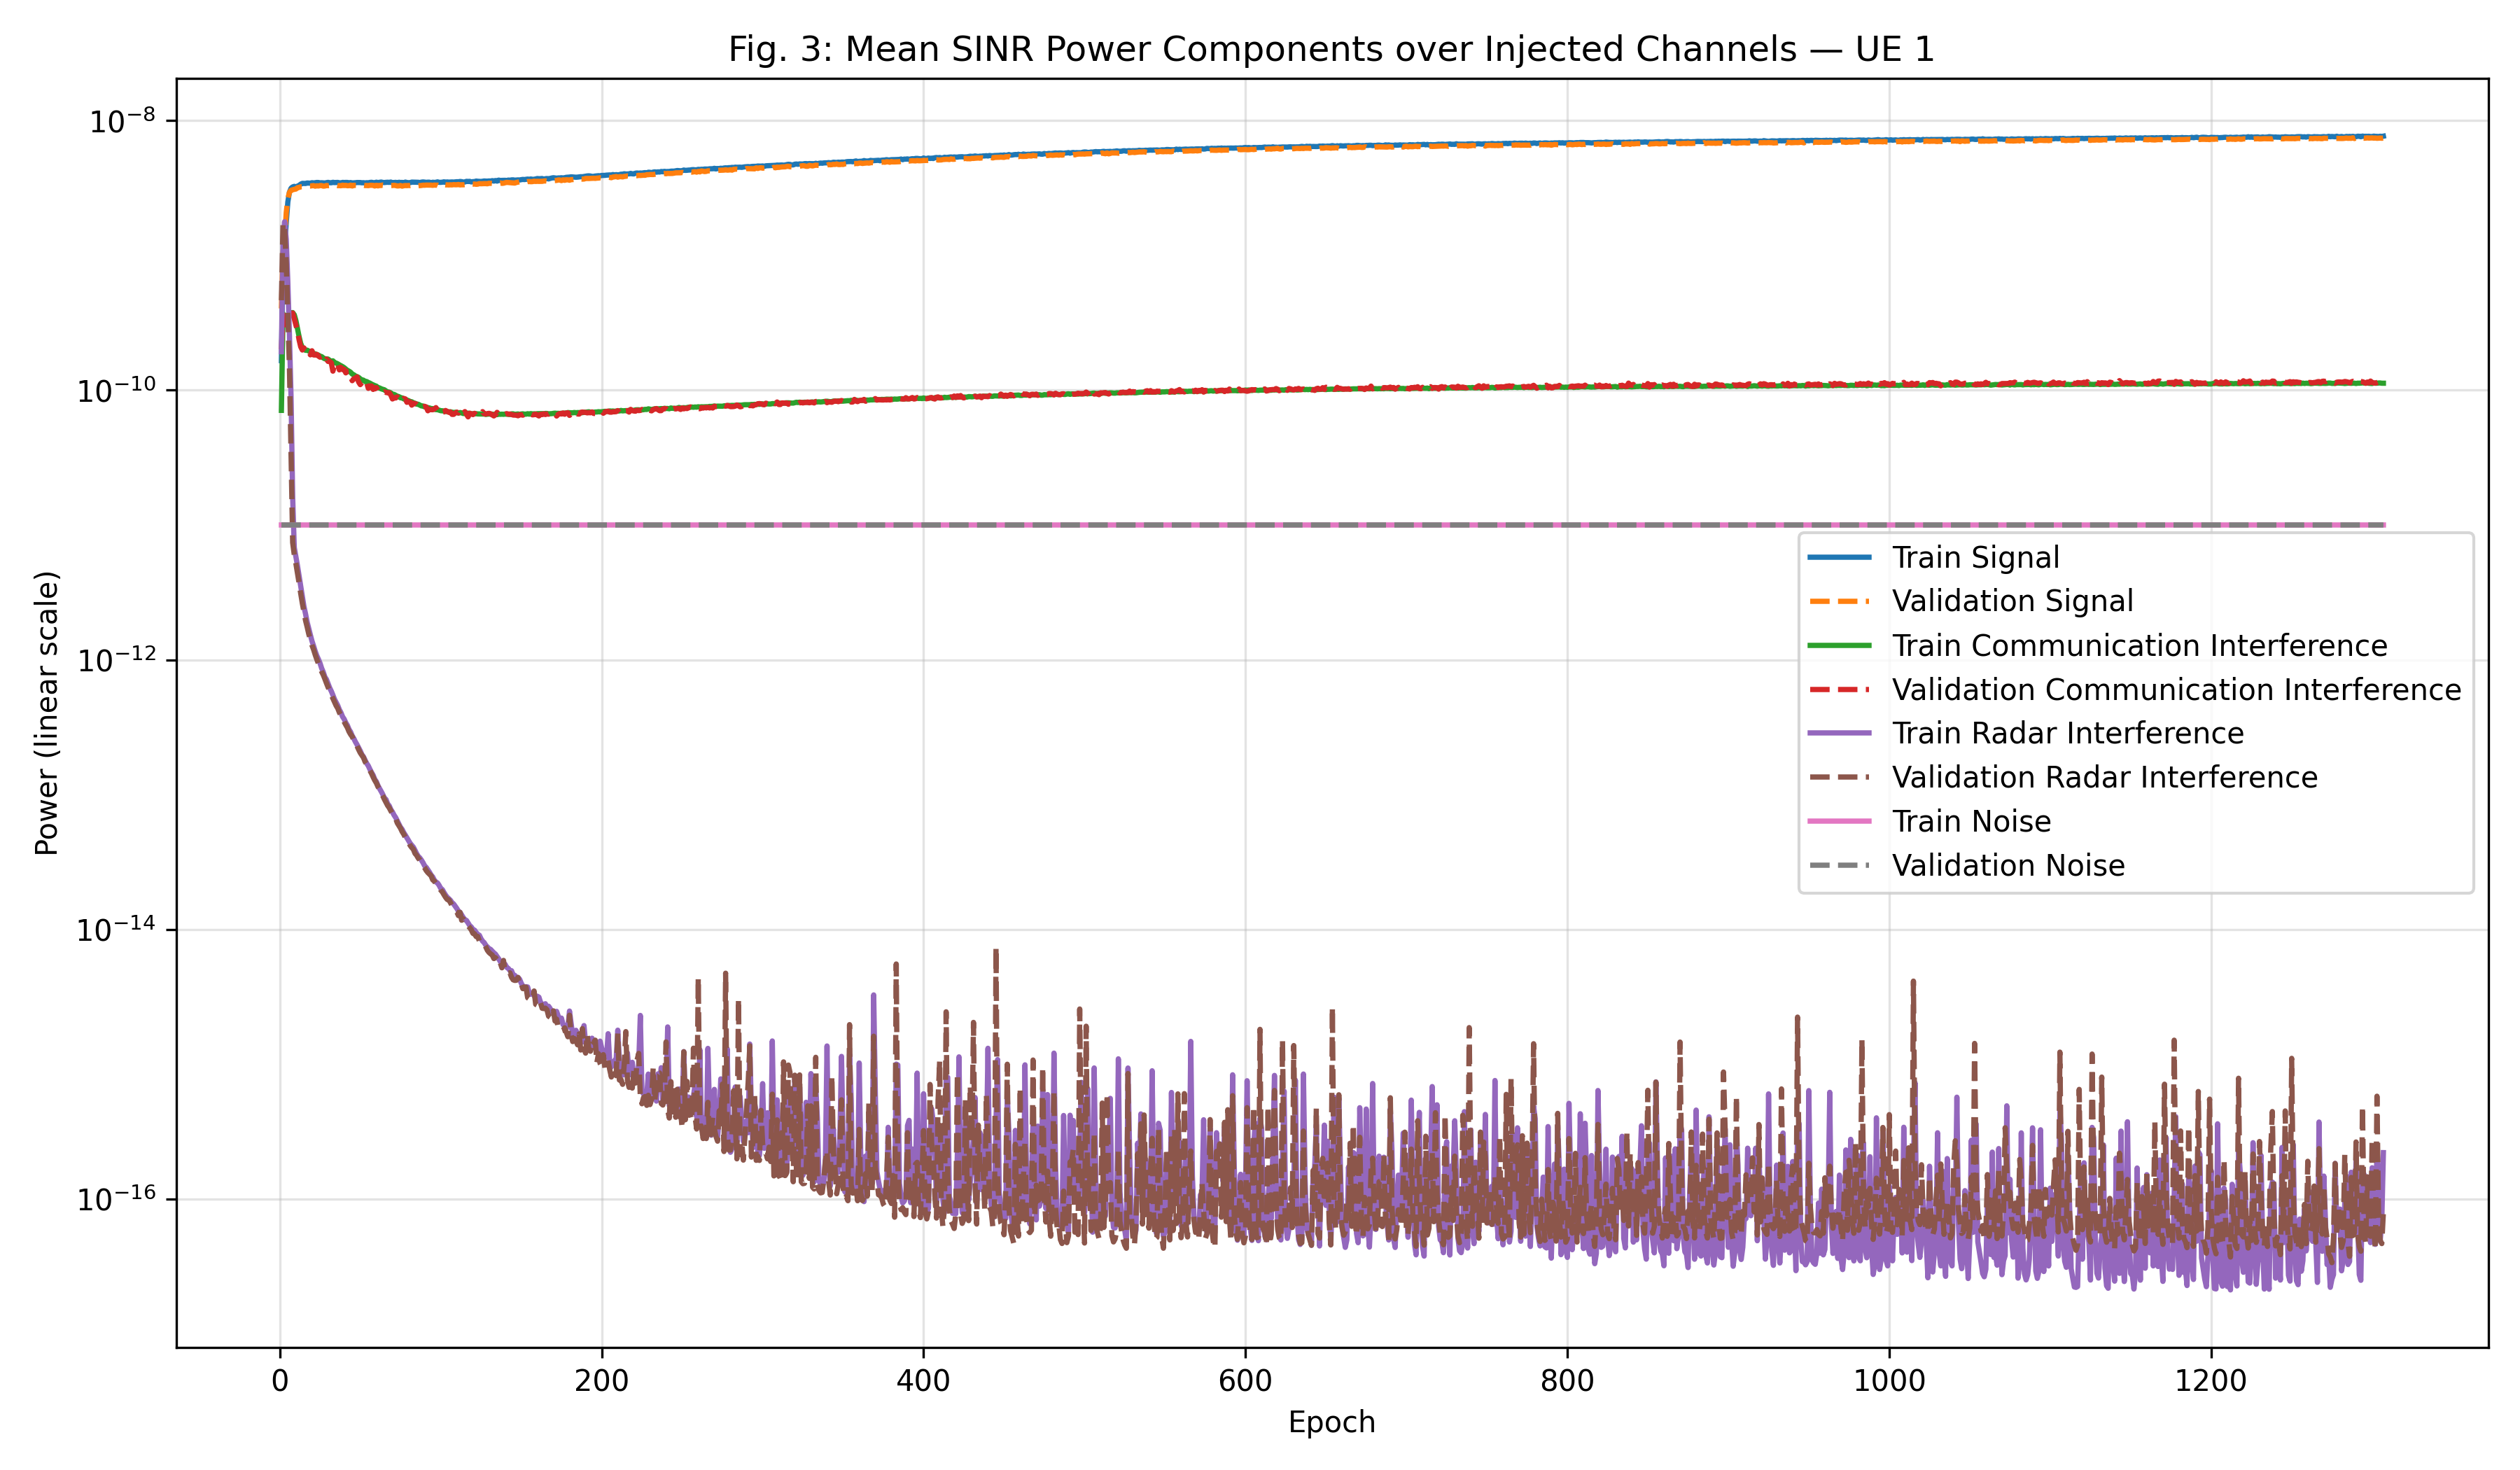 Fig. 3: Mean SINR Power Components over Injected Channels — UE 1
Power (linear scale)
10⁻⁸
10⁻¹⁰
10⁻¹²
10⁻¹⁴
10⁻¹⁶
Train Signal
Validation Signal
Train Communication Interference
Validation Communication Interference
Train Radar Interference
Validation Radar Interference
Train Noise
Validation Noise
0 200 400 600 800 1000 1200
Epoch